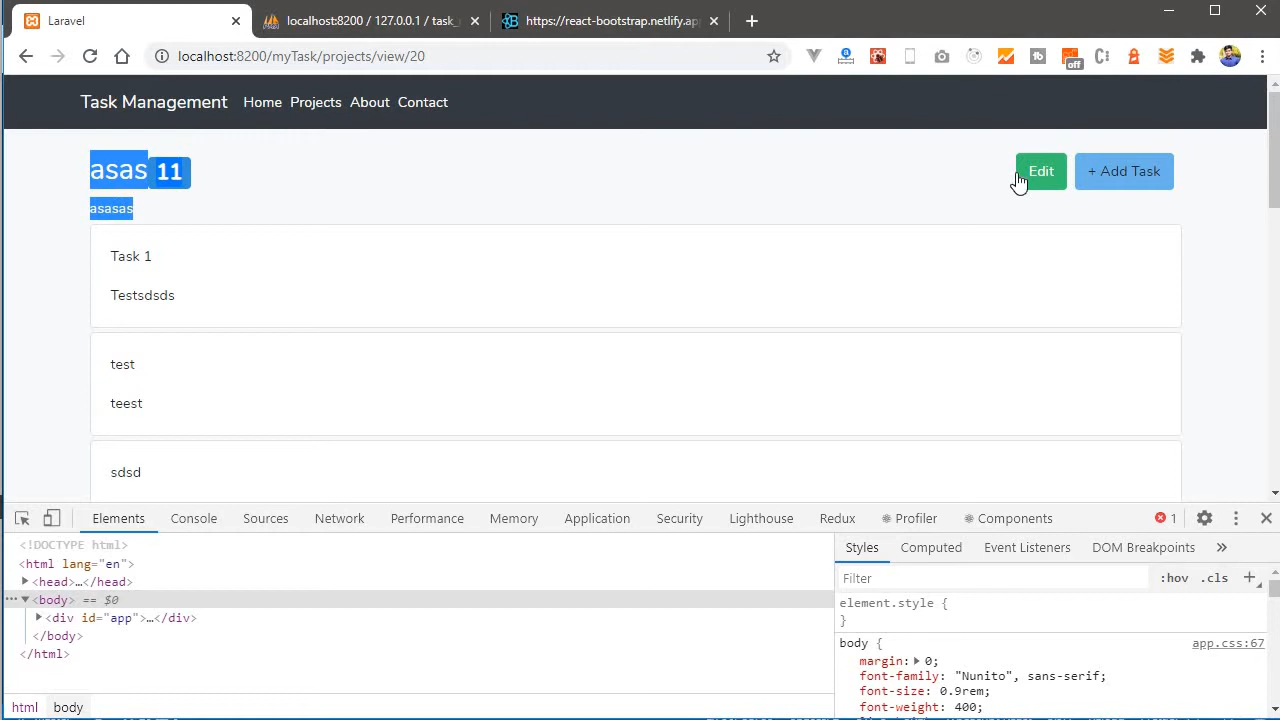 Laravel
localhost:8200 / 127.0.0.1 / task_
https://react-bootstrap.netlify.ap
localhost:8200/myTask/projects/view/20
off
Task Management Home Projects About Contact
asas 11
Edit
+ Add Task
asasas
Task 1
Testsdsds
test
teest
sdsd
Elements Console Sources Network Performance Memory Application Security Lighthouse Redux Profiler Components 1
<!DOCTYPE html>
<html lang="en">
<head>…</head>
<body> == $0
<div id="app">…</div>
</body>
</html>
html body
Styles Computed Event Listeners DOM Breakpoints
Filter :hov .cls
element.style {
}
body { app.css:67
margin: 0;
font-family: "Nunito", sans-serif;
font-size: 0.9rem;
font-weight: 400;